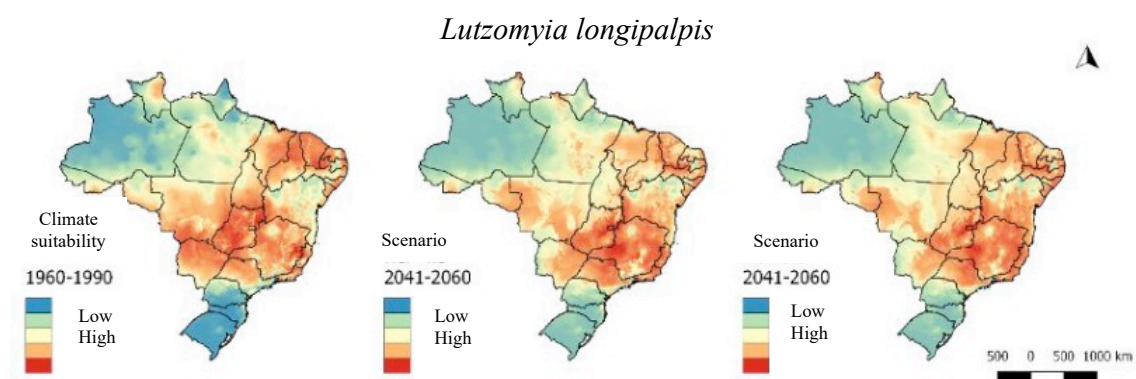 Lutzomyia longipalpis
Climate
suitability
1960-1990
Low
High
Scenario
2041-2060
Low
High
Scenario
2041-2060
Low
High
500 0 500 1000 km